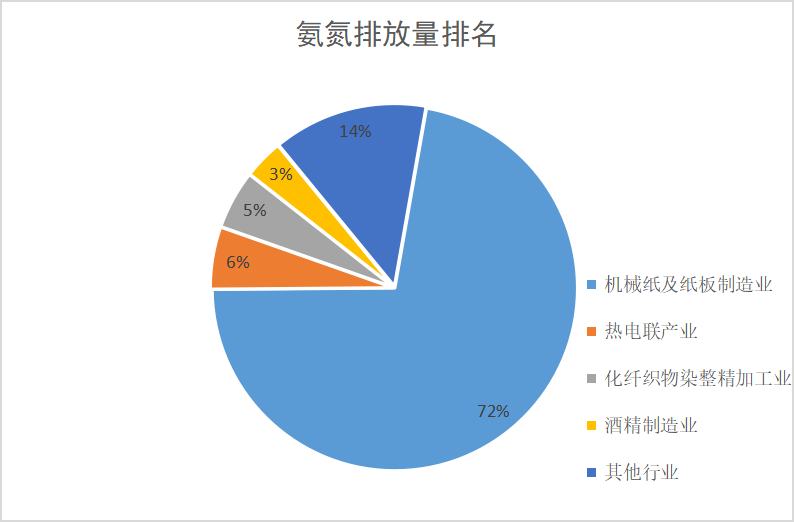 氨氮排放量排名
14%
3%
5%
6%
72%
机械纸及纸板制造业
热电联产业
化纤织物染整精加工业
酒精制造业
其他行业